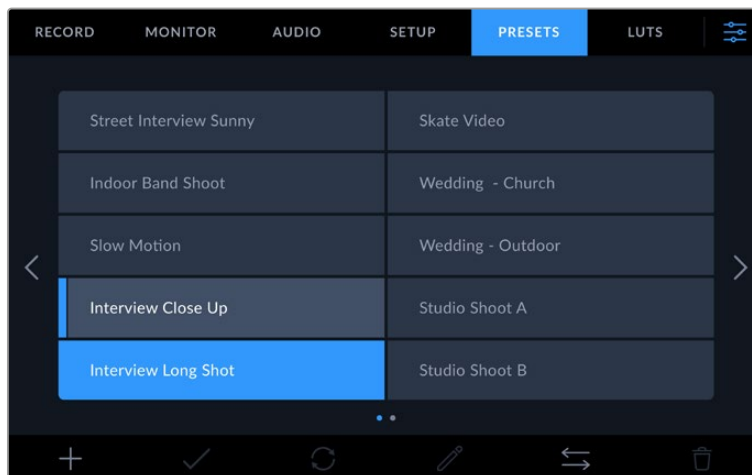 RECORD MONITOR AUDIO SETUP PRESETS LUTS
Street Interview Sunny
Skate Video
Indoor Band Shoot
Wedding - Church
Slow Motion
Wedding - Outdoor
Interview Close Up
Studio Shoot A
Interview Long Shot
Studio Shoot B